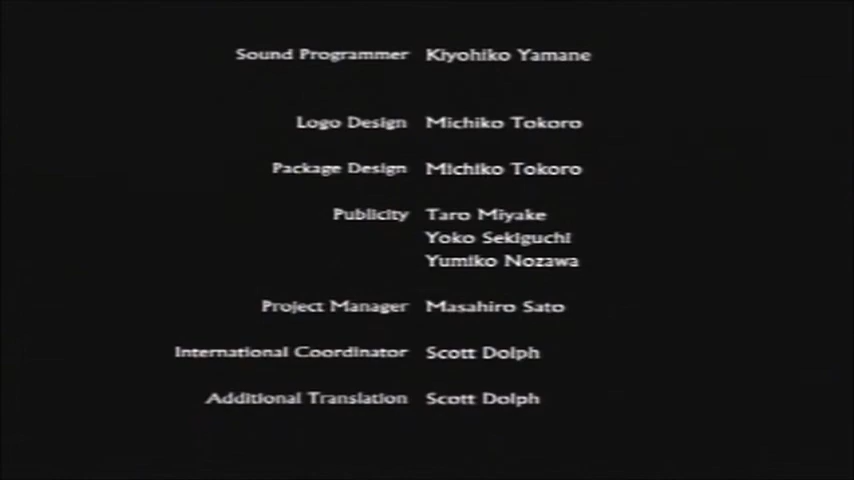 Sound Programmer Kiyohiko Yamane
Logo Design Michiko Tokoro
Package Design Michiko Tokoro
Publicity Taro Miyake
Yoko Sekiguchi
Yumiko Nozawa
Project Manager Masahiro Sato
International Coordinator Scott Dolph
Additional Translation Scott Dolph